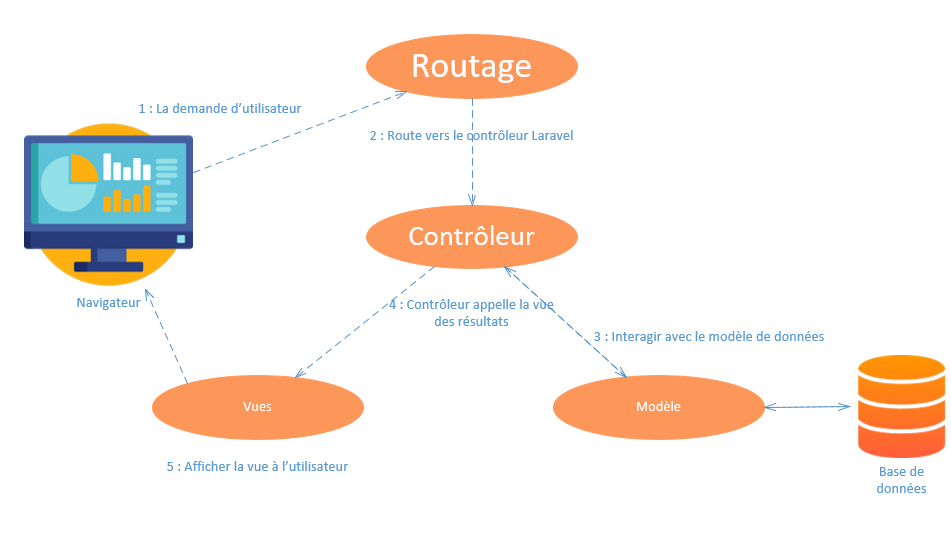 Routage
1 : La demande d’utilisateur
2 : Route vers le contrôleur Laravel
Contrôleur
Navigateur
4 : Contrôleur appelle la vue
des résultats
3 : Interagir avec le modèle de données
Vues
Modèle
5 : Afficher la vue à l’utilisateur
Base de
données